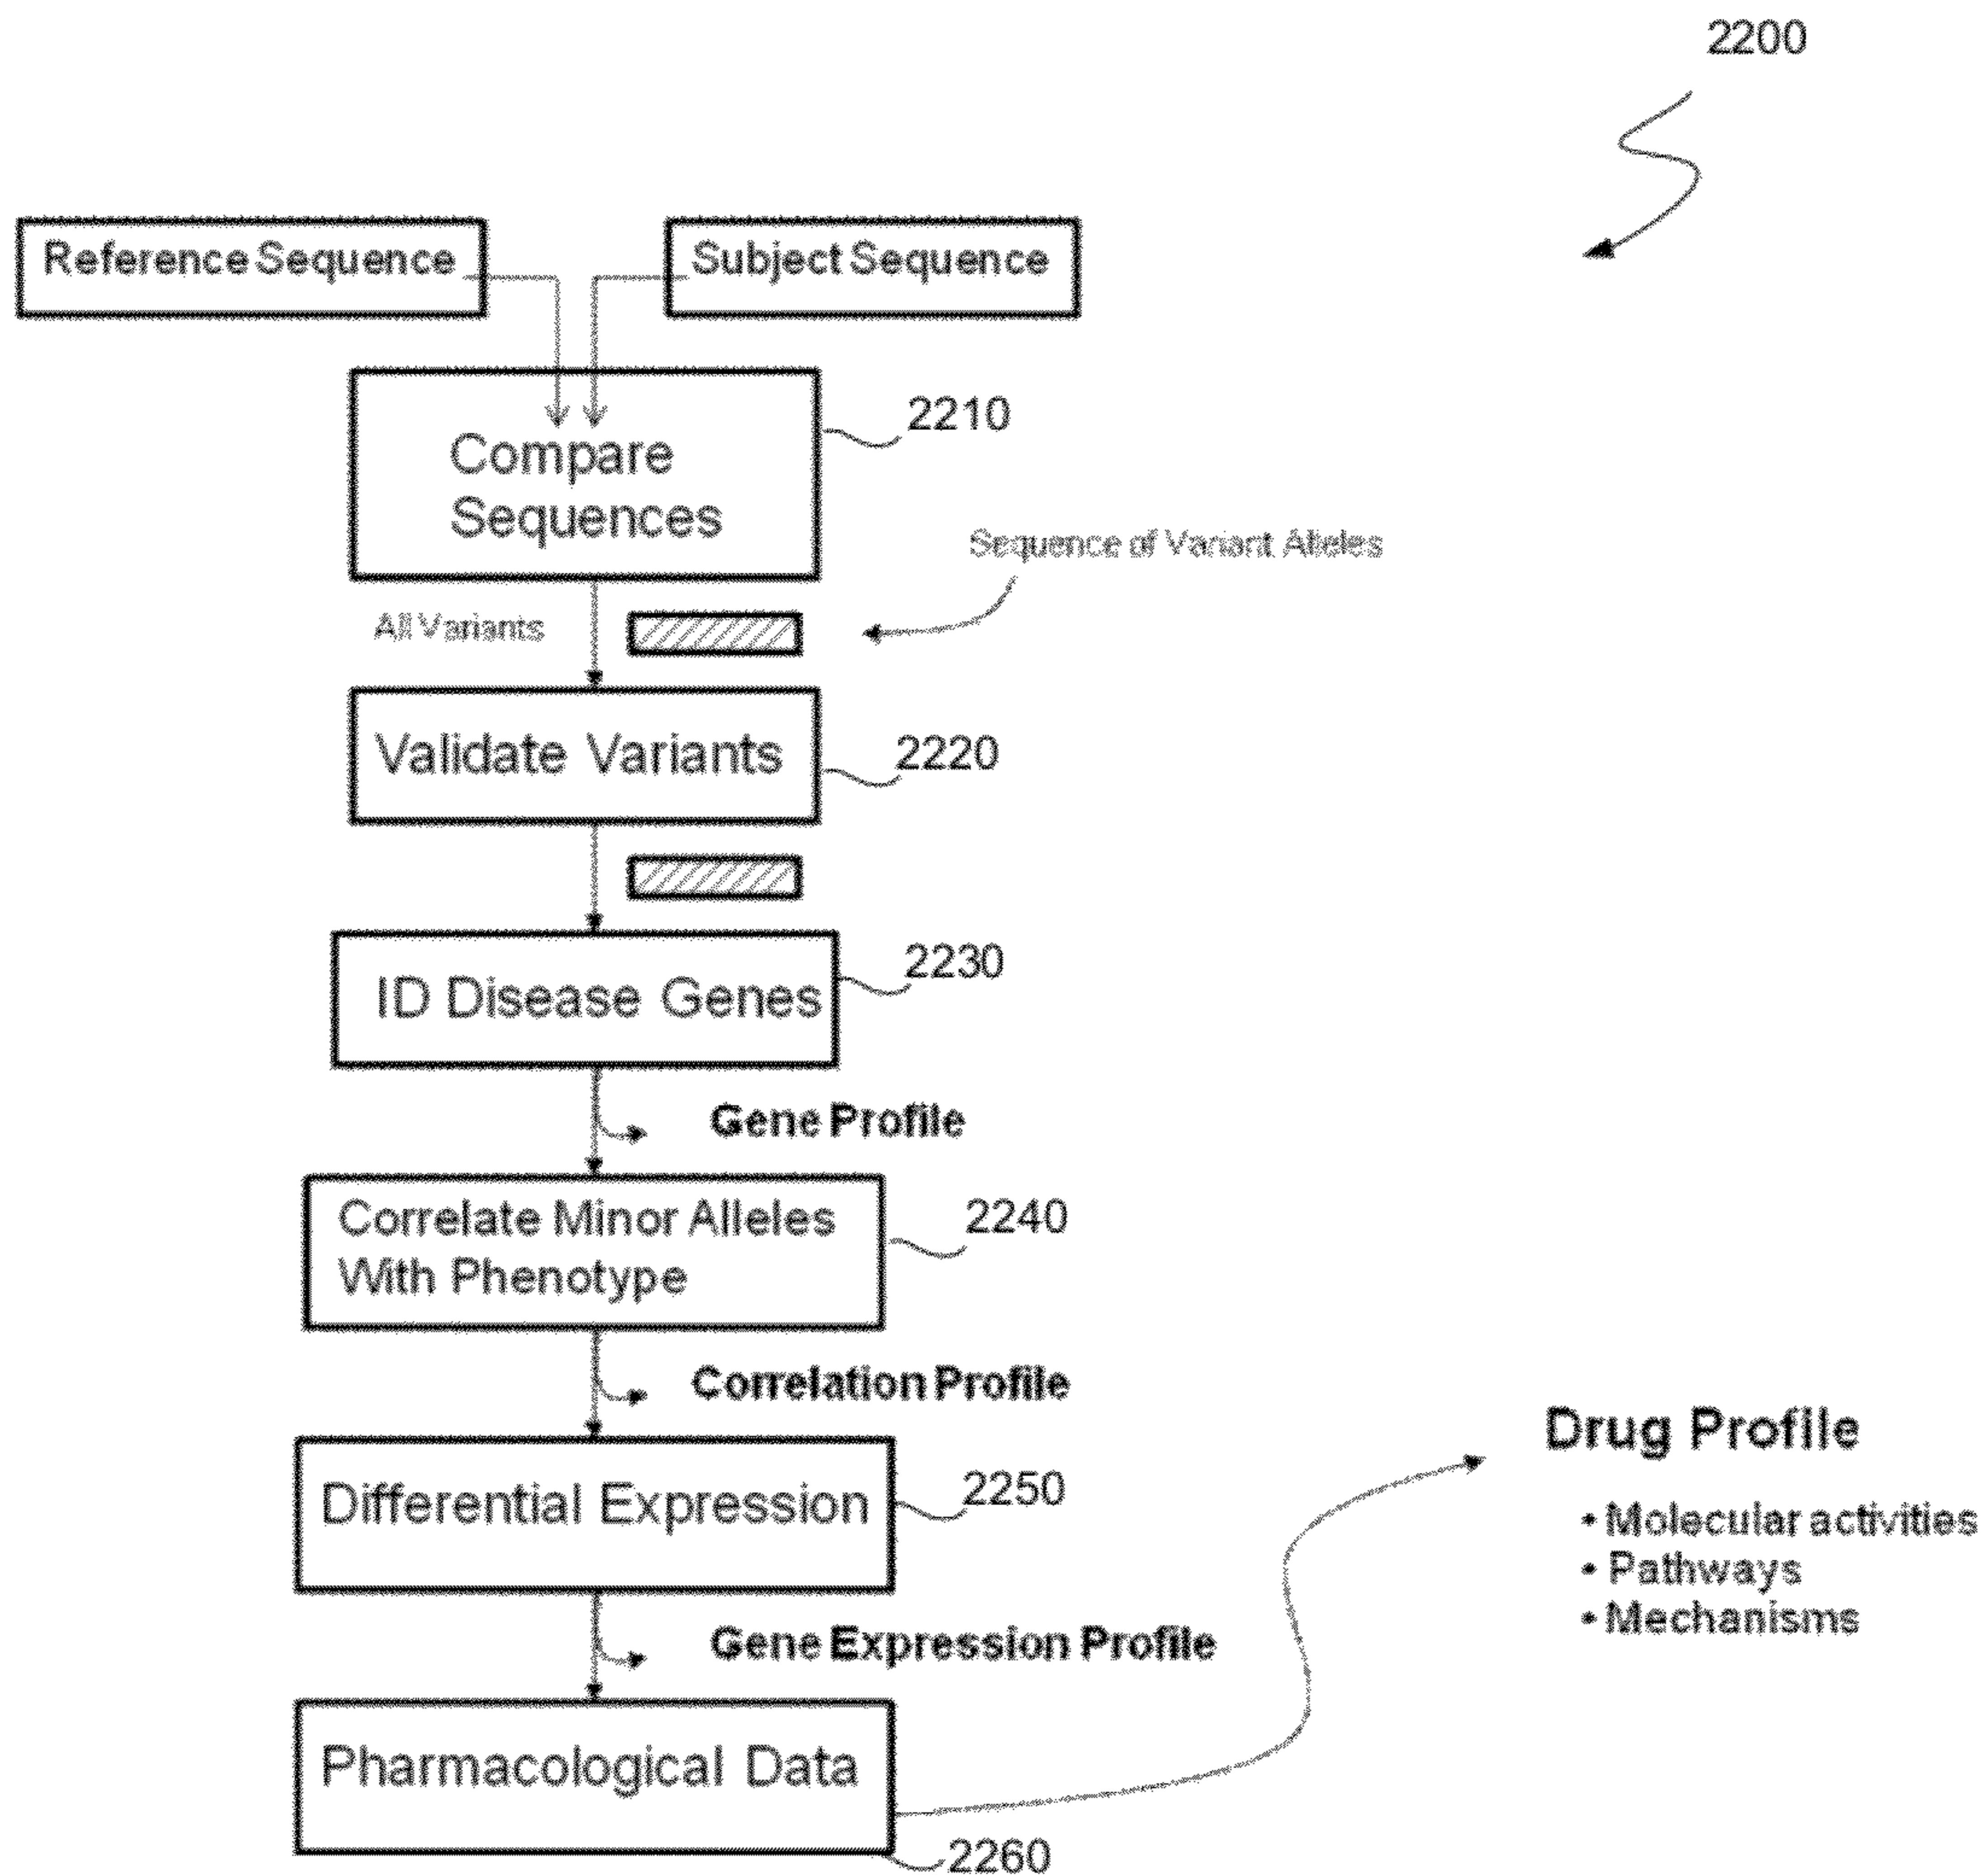 2200
Reference Sequence
Subject Sequence
2210
Compare
Sequences
Sequence of Variant Alleles
All Variants
Validate Variants
2220
2230
ID Disease Genes
Gene Profile
Correlate Minor Alleles
With Phenotype
2240
Correlation Profile
Drug Profile
Differential Expression
2250
• Molecular activities
• Pathways
• Mechanisms
Gene Expression Profile
Pharmacological Data
2260